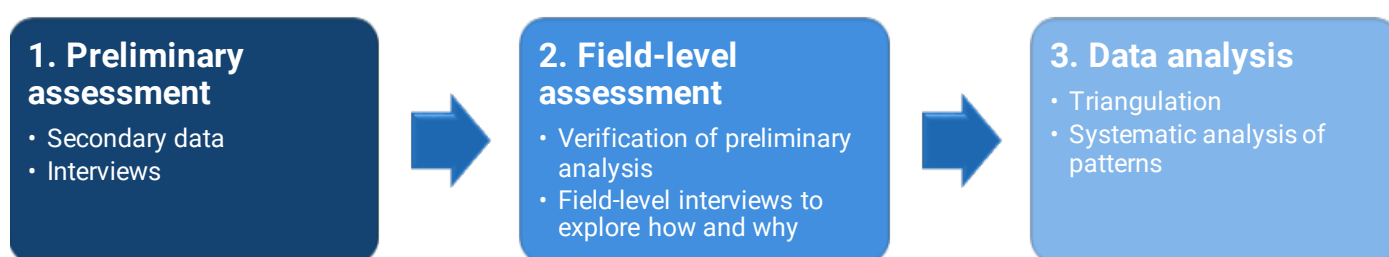 1. Preliminary
assessment
• Secondary data
• Interviews
2. Field-level
assessment
• Verification of preliminary
analysis
• Field-level interviews to
explore how and why
3. Data analysis
• Triangulation
• Systematic analysis of
patterns